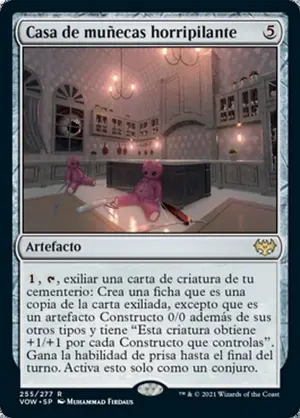 Casa de muñecas horripilante 5
Artefacto
1, T, exiliar una carta de criatura de tu
cementerio: Crea una ficha que es una
copia de la carta exiliada, excepto que es
un artefacto Constructo 0/0 además de
sus otros tipos y tiene “Esta criatura obtiene
+1/+1 por cada Constructo que controlas”.
Gana la habilidad de prisa hasta el final del
turno. Activa esto solo como un conjuro.
255/277 R
VOW • SP Muhammad Firdaus
™ & © 2021 Wizards of the Coast